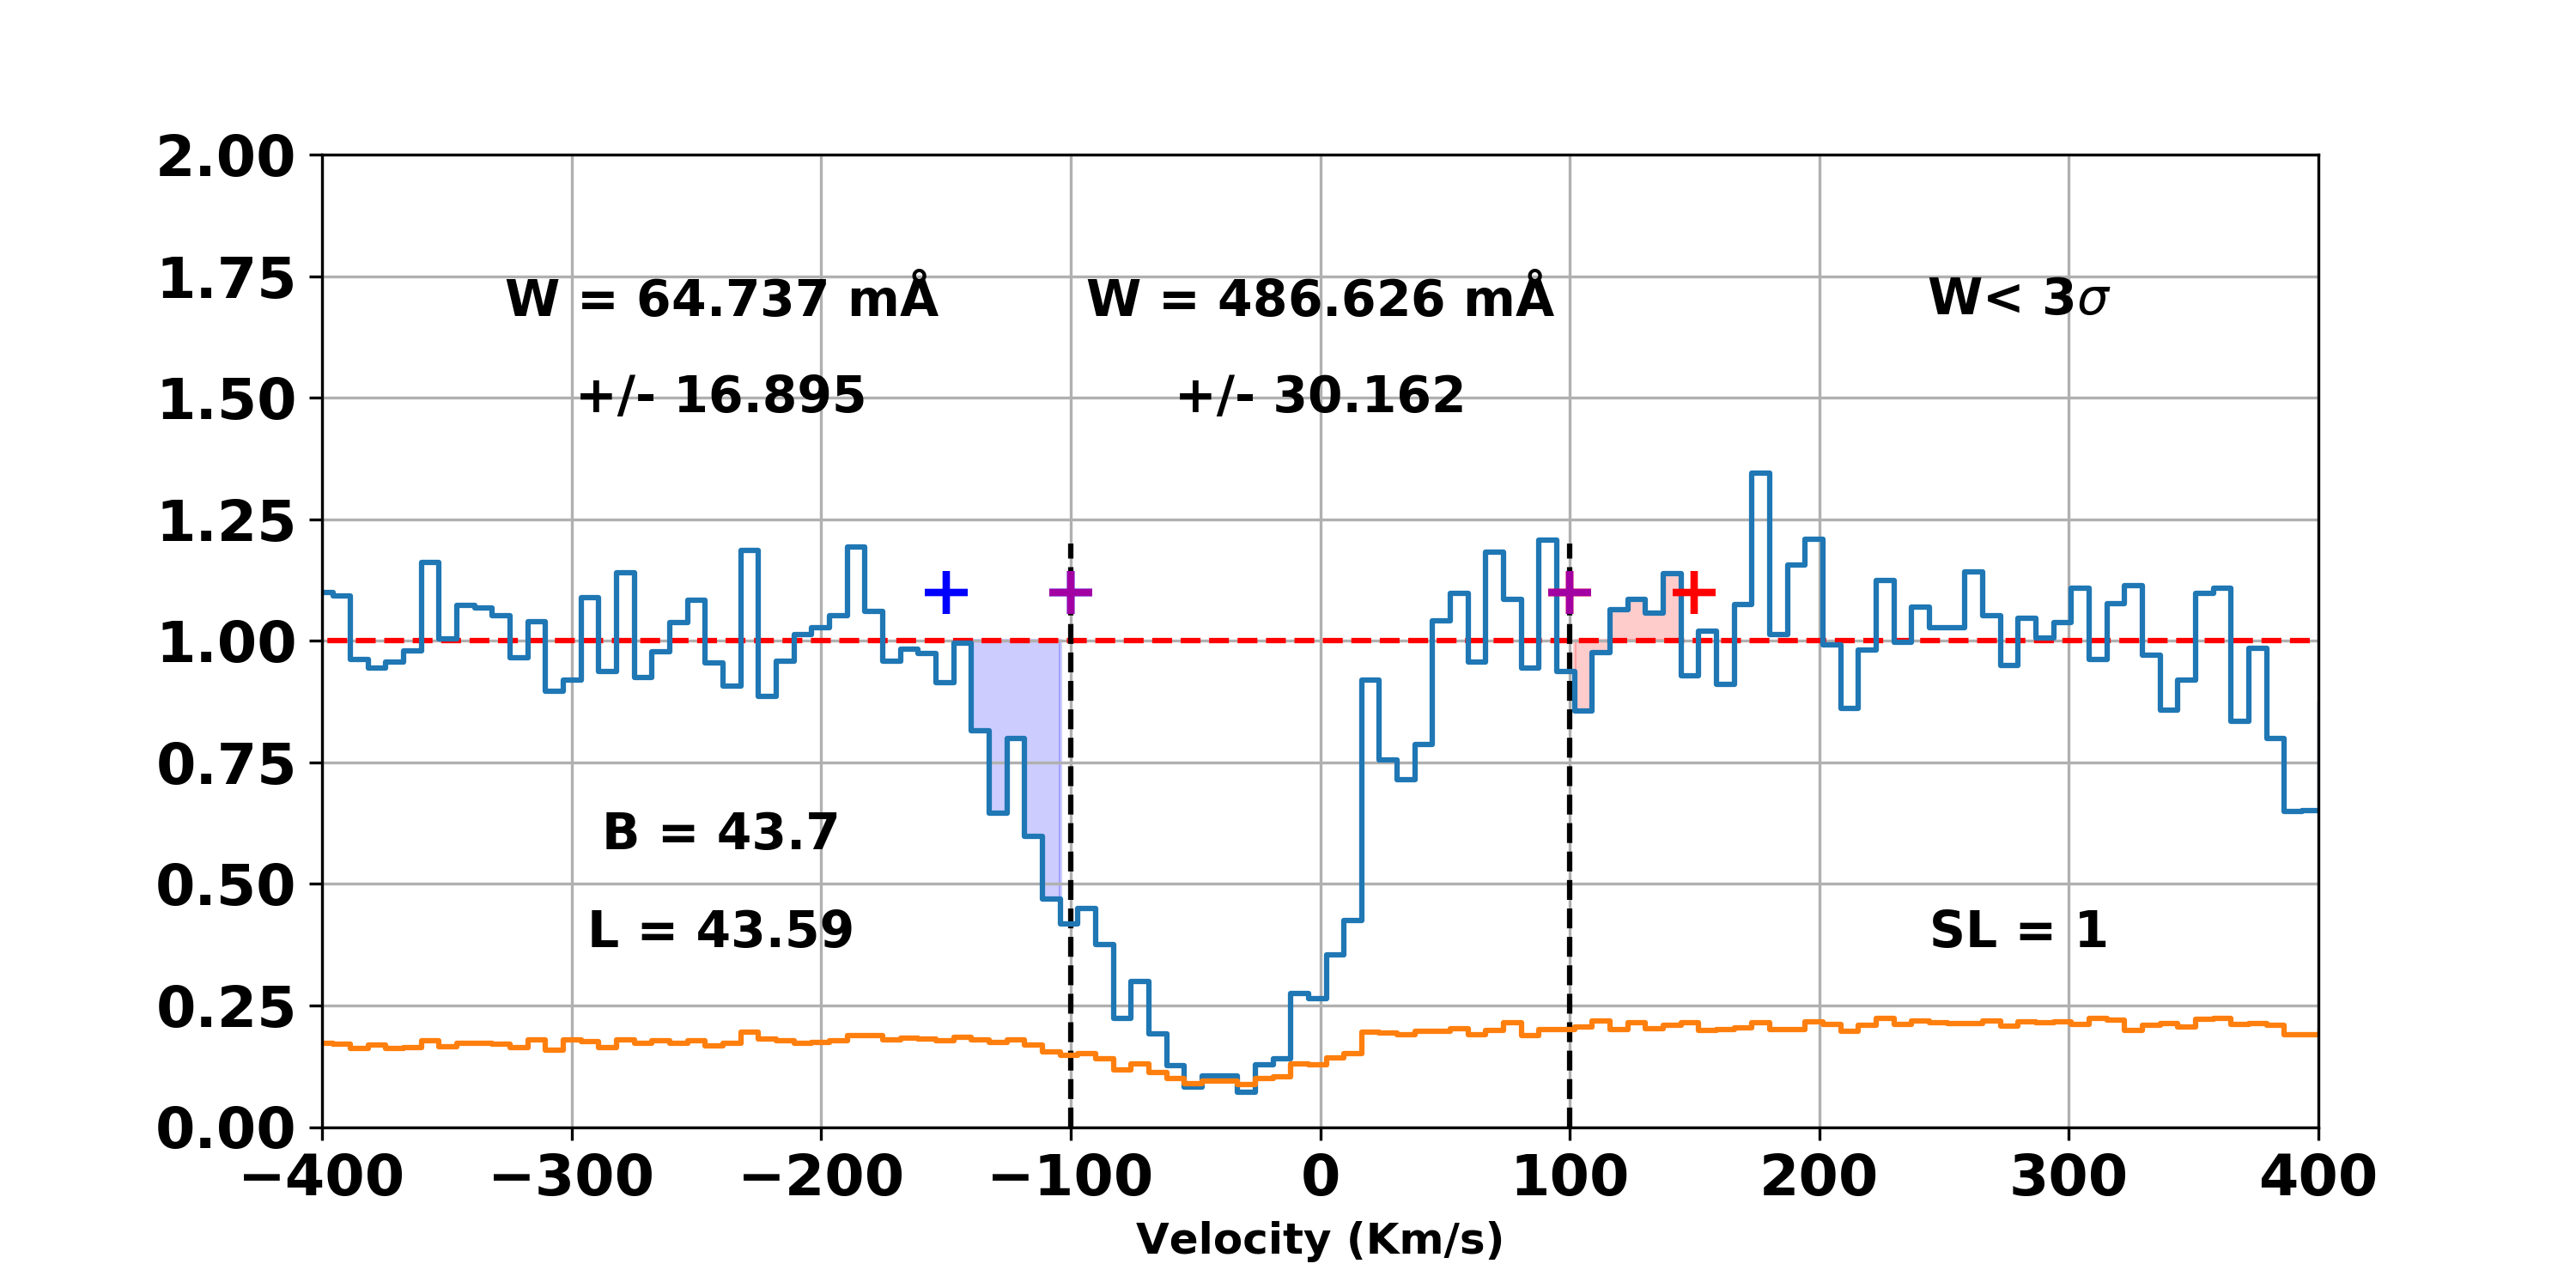 2.00
1.75
W = 64.737 mÅ W = 486.626 mÅ W< 3σ
1.50
+/- 16.895 +/- 30.162
1.25
1.00
0.75
B = 43.7
0.50
L = 43.59 SL = 1
0.25
0.00
−400 −300 −200 −100 0 100 200 300 400
Velocity (Km/s)